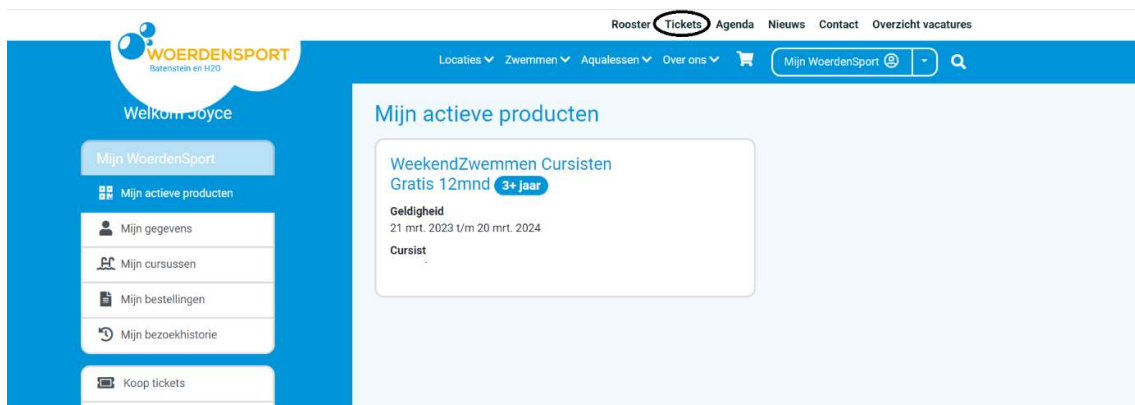 Rooster Tickets Agenda Nieuws Contact Overzicht vacatures
WOERDENSPORT
Batenstein en H2O
Locaties Zwemmen Aqualessen Over ons Mijn WoerdenSport
Welkom Joyce
Mijn WoerdenSport
Mijn actieve producten
Mijn gegevens
Mijn cursussen
Mijn bestellingen
Mijn bezoekhistorie
Koop tickets
Mijn actieve producten
WeekendZwemmen Cursisten
Gratis 12mnd 3+ jaar
Geldigheid
21 mrt. 2023 t/m 20 mrt. 2024
Cursist